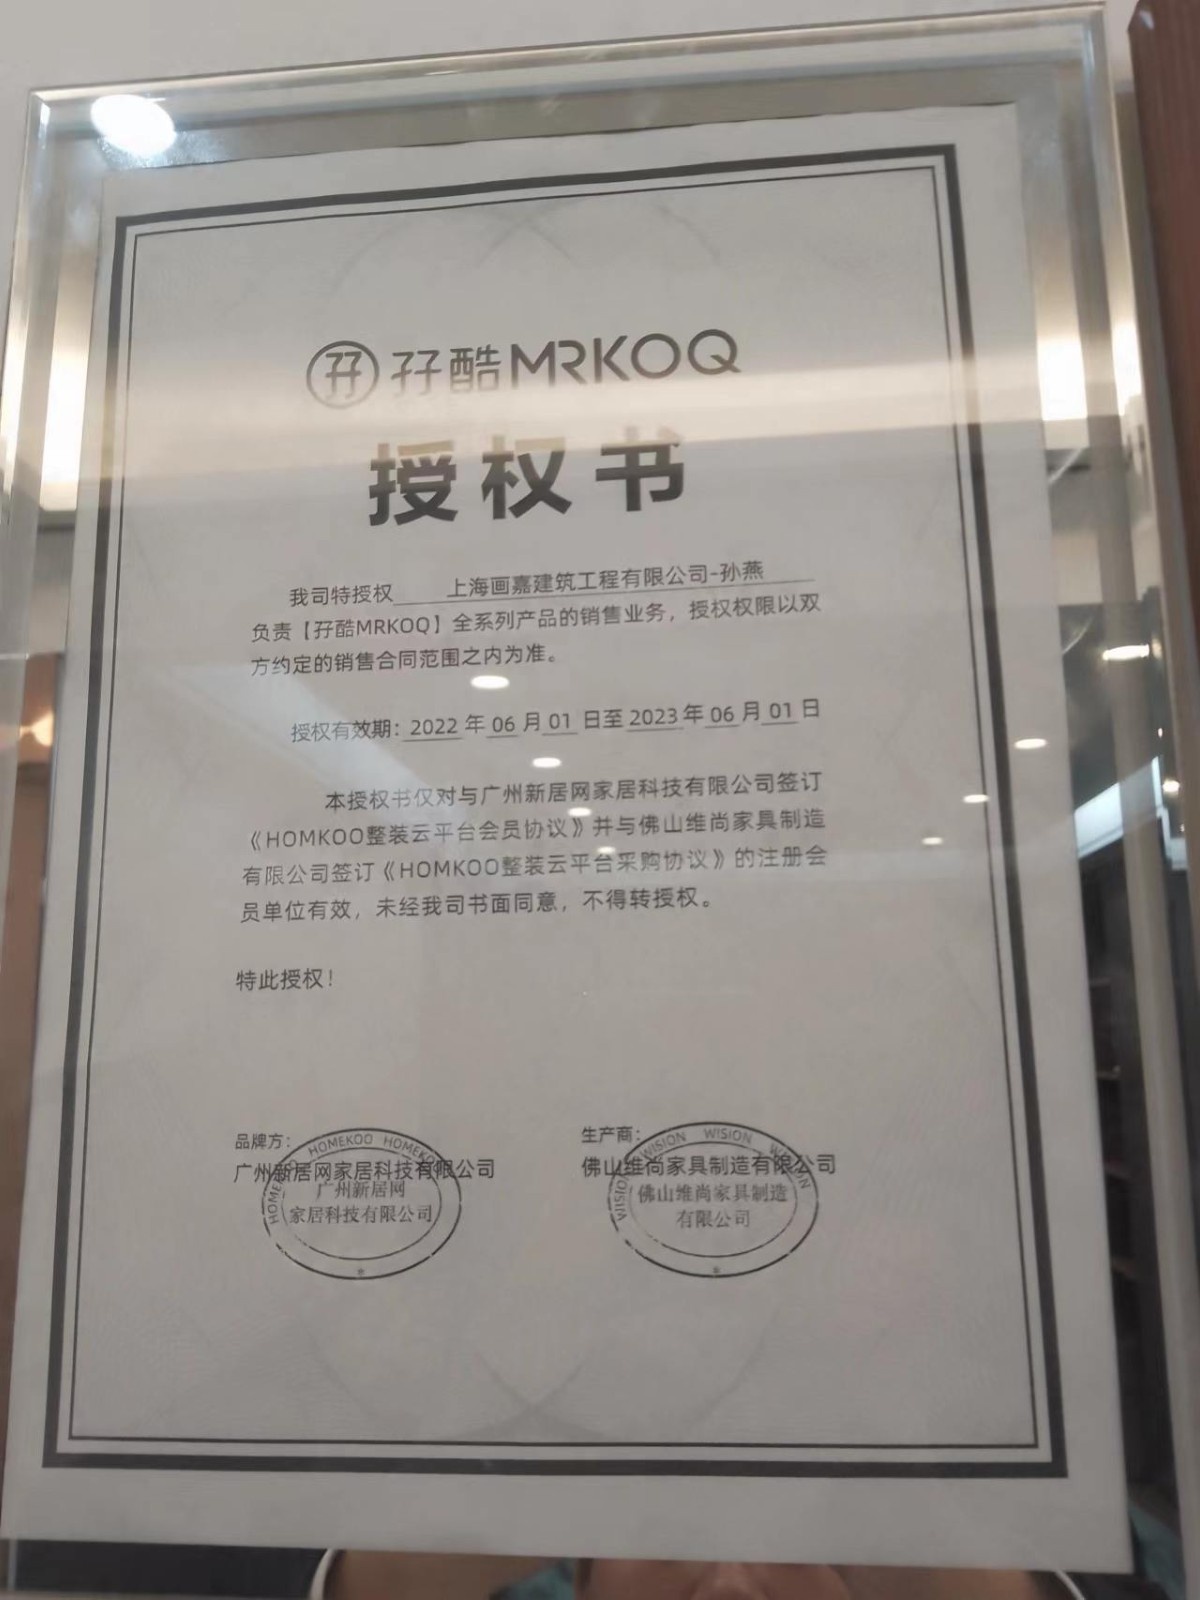 孖酷MRKOQ
授权书
我司特授权 上海画嘉建筑工程有限公司-孙燕
负责【孖酷MRKOQ】全系列产品的销售业务，授权权限以双
方约定的销售合同范围之内为准。
授权有效期：2022年06月01日至2023年06月01日
本授权书仅对与广州新居网家居科技有限公司签订
《HOMKOO整装云平台会员协议》并与佛山维尚家具制造
有限公司签订《HOMKOO整装云平台采购协议》的注册会
员单位有效，未经我司书面同意，不得转授权。
特此授权！
品牌方：
广州新居网家居科技有限公司
HOMEKOO HOMEKOO HOMEKOO
广州新居网
家居科技有限公司
生产商：
佛山维尚家具制造有限公司
WISION WISION WISION WISION
佛山维尚家具制造
有限公司